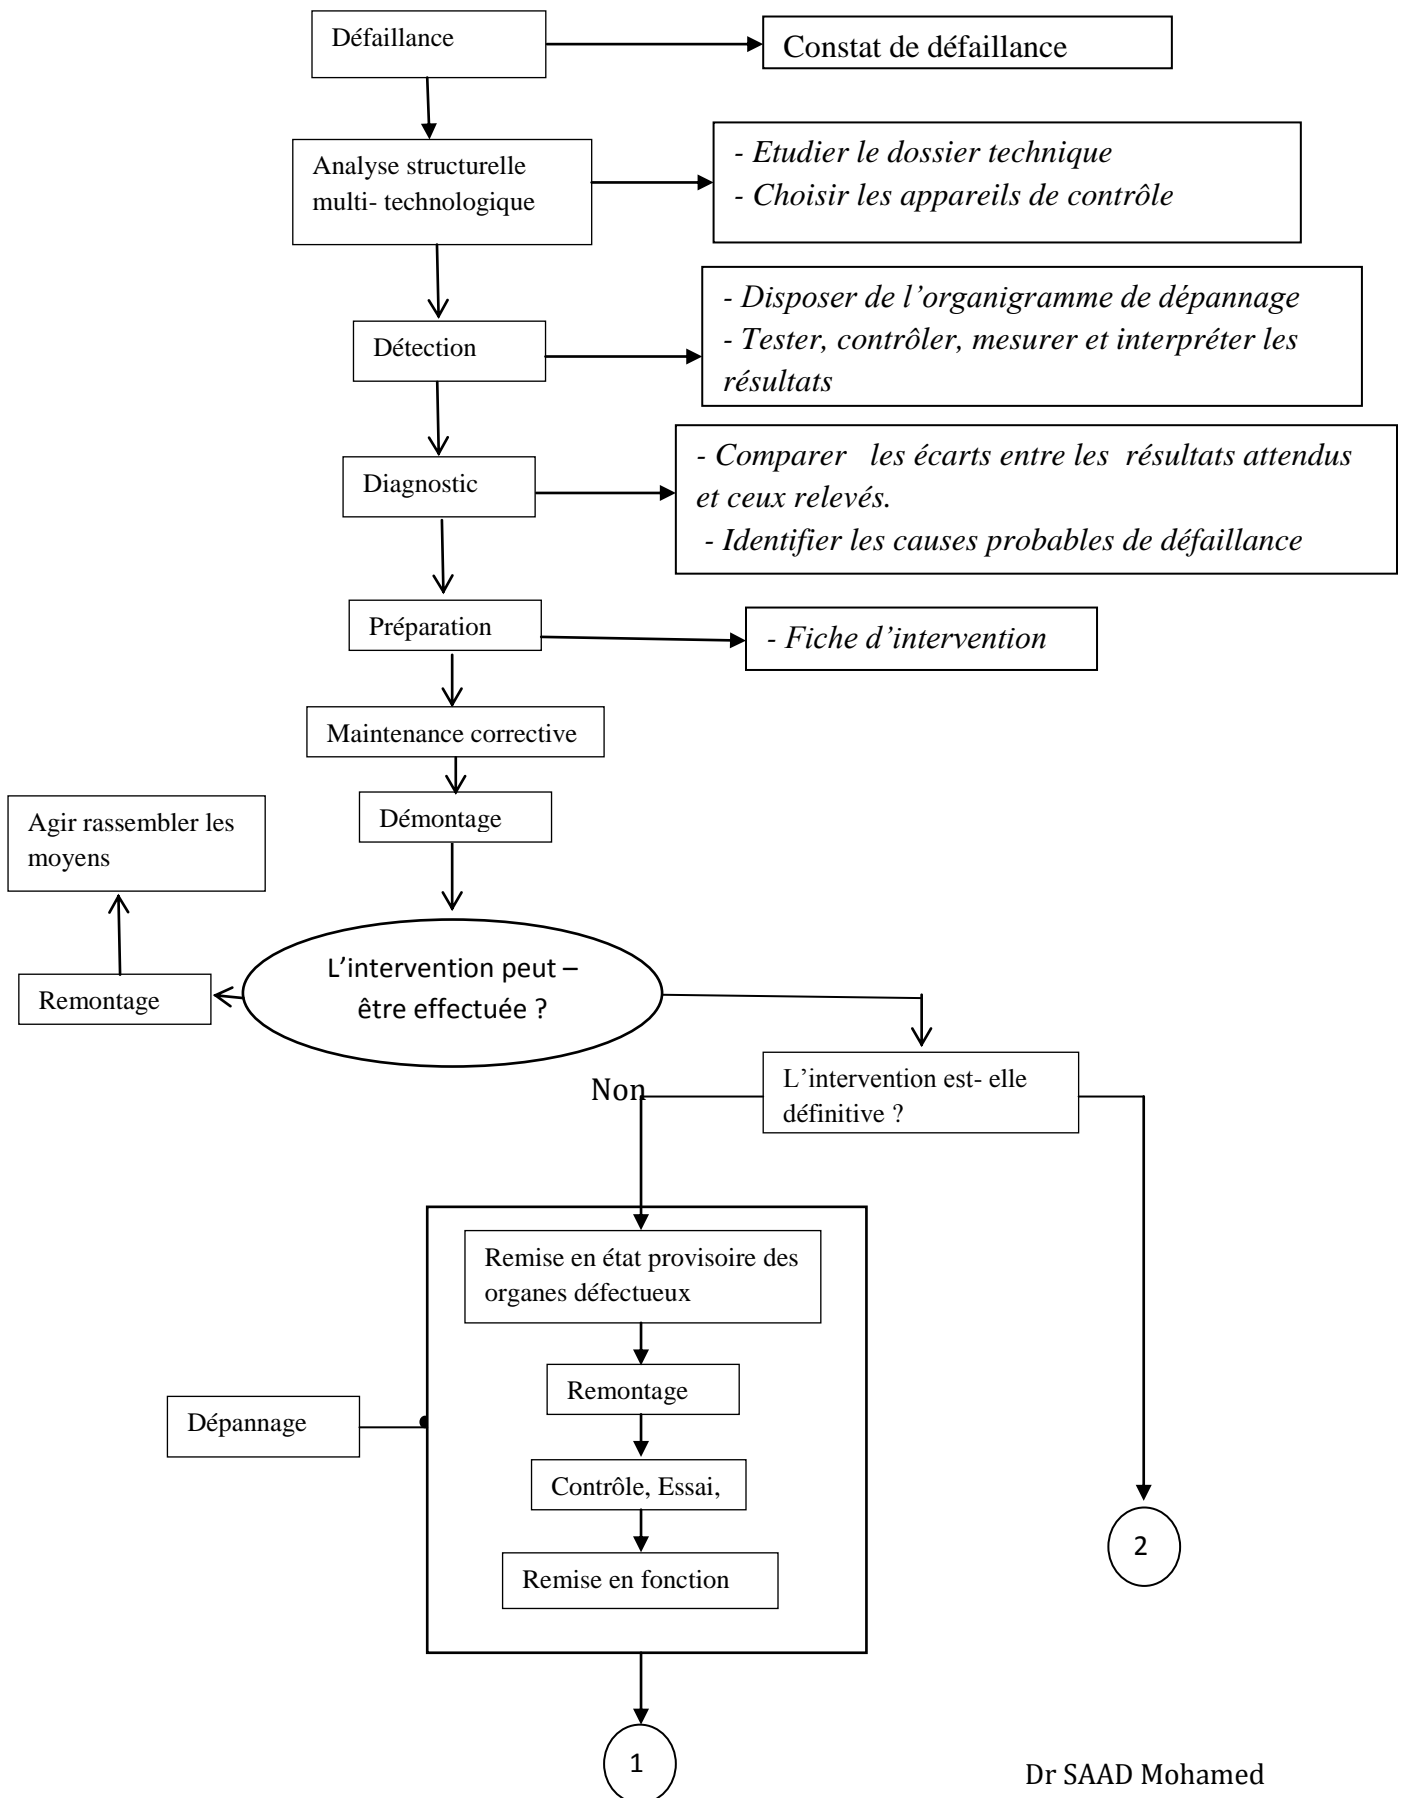 Défaillance
Constat de défaillance
Analyse structurelle
multi- technologique
- Etudier le dossier technique
- Choisir les appareils de contrôle
Détection
- Disposer de l’organigramme de dépannage
- Tester, contrôler, mesurer et interpréter les
résultats
Diagnostic
- Comparer   les écarts entre les  résultats attendus
et ceux relevés.
- Identifier les causes probables de défaillance
Préparation
- Fiche d’intervention
Maintenance corrective
Démontage
Agir rassembler les
moyens
L’intervention peut –
être effectuée ?
Remontage
L’intervention est- elle
définitive ?
Non
Remise en état provisoire des
organes défectueux
Remontage
Dépannage
Contrôle, Essai,
Remise en fonction
2
1
Dr SAAD Mohamed